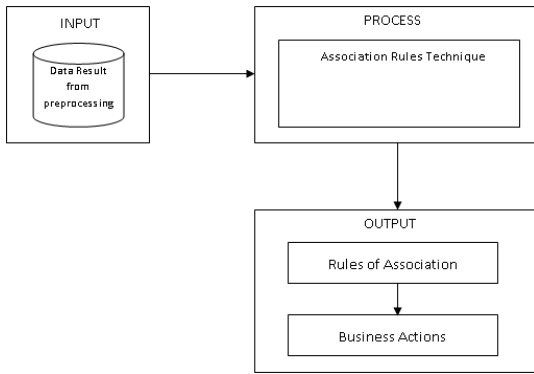 INPUT
Data Result
from
preprocessing
PROCESS
Association Rules Technique
OUTPUT
Rules of Association
Business Actions